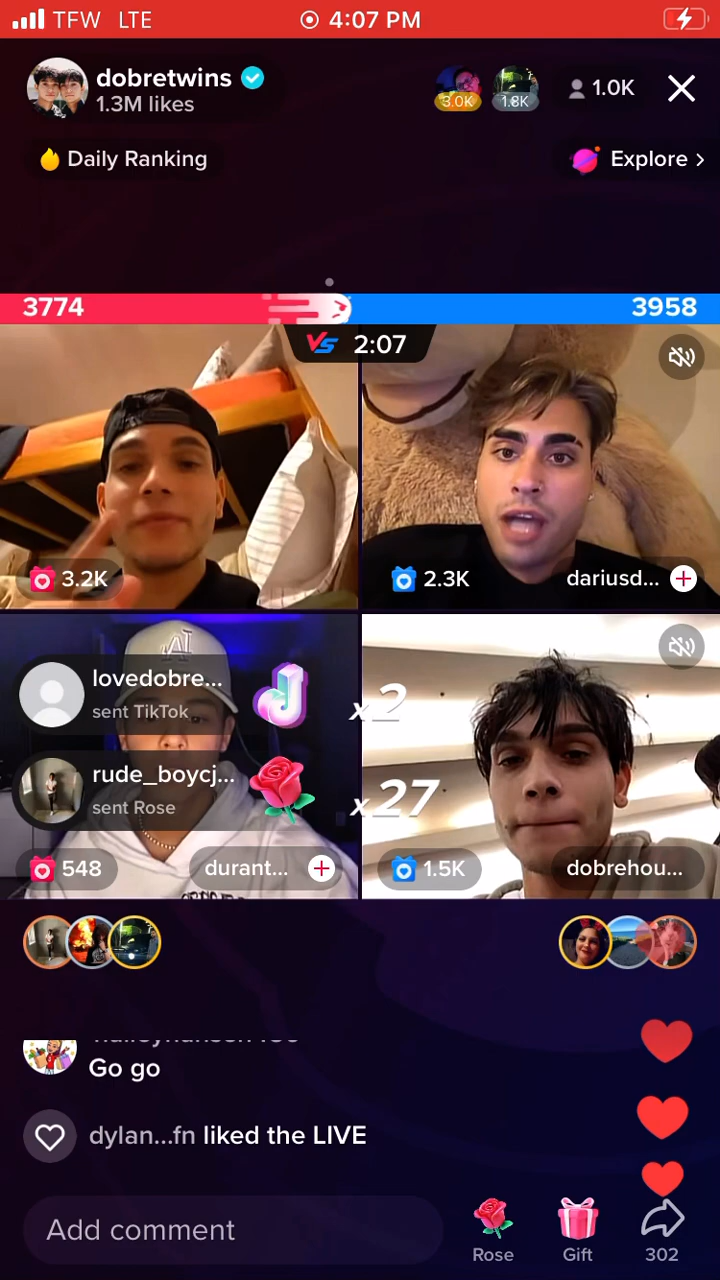 TFW LTE 4:07 PM
dobretwins
1.3M likes
3.0K
1.8K
1.0K
Daily Ranking
Explore >
3774
3958
VS 2:07
3.2K
2.3K
dariusd...
lovedobre...
sent TikTok
x2
rude_boycj...
sent Rose
x27
548
durant...
1.5K
dobrehou...
Go go
dylan...fn liked the LIVE
Add comment
Rose
Gift
302